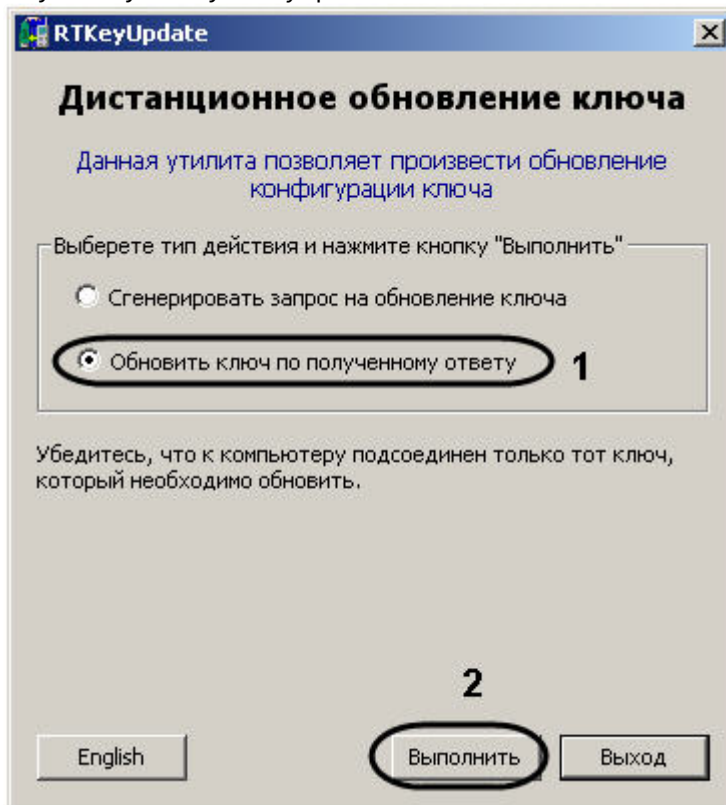 RTKeyUpdate
Дистанционное обновление ключа
Данная утилита позволяет произвести обновление
конфигурации ключа
Выберете тип действия и нажмите кнопку "Выполнить"
Сгенерировать запрос на обновление ключа
Обновить ключ по полученному ответу 1
Убедитесь, что к компьютеру подсоединен только тот ключ,
который необходимо обновить.
2
English Выполнить Выход